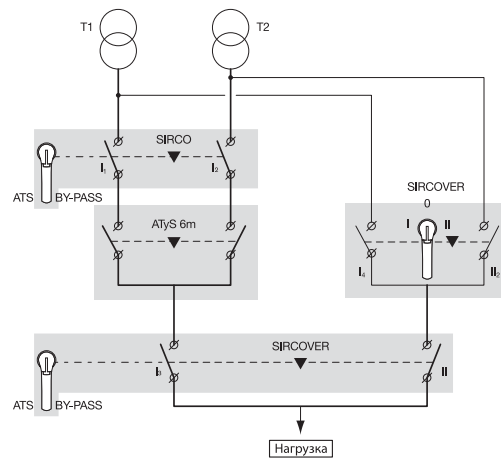 T1 T2
SIRCO
I1 I2
ATS BY-PASS
SIRCOVER
0
ATyS 6m
I II
I4 II2
SIRCOVER
I3 II
ATS BY-PASS
Нагрузка